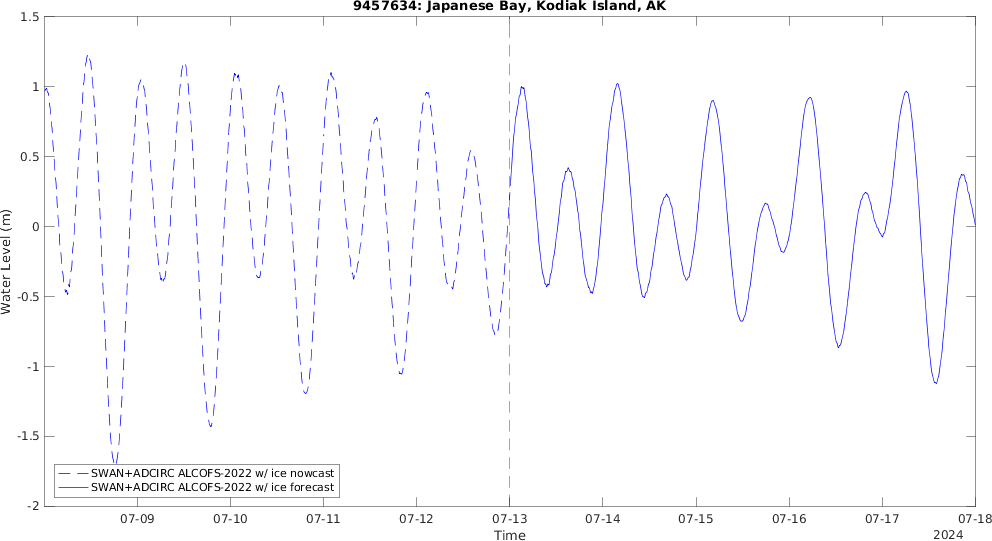 9457634: Japanese Bay, Kodiak Island, AK
1.5
1
0.5
0
-0.5
-1
-1.5
-2
Water Level (m)
SWAN+ADCIRC ALCOFS-2022 w/ ice nowcast
SWAN+ADCIRC ALCOFS-2022 w/ ice forecast
07-09 07-10 07-11 07-12 07-13 07-14 07-15 07-16 07-17 07-18
Time
2024